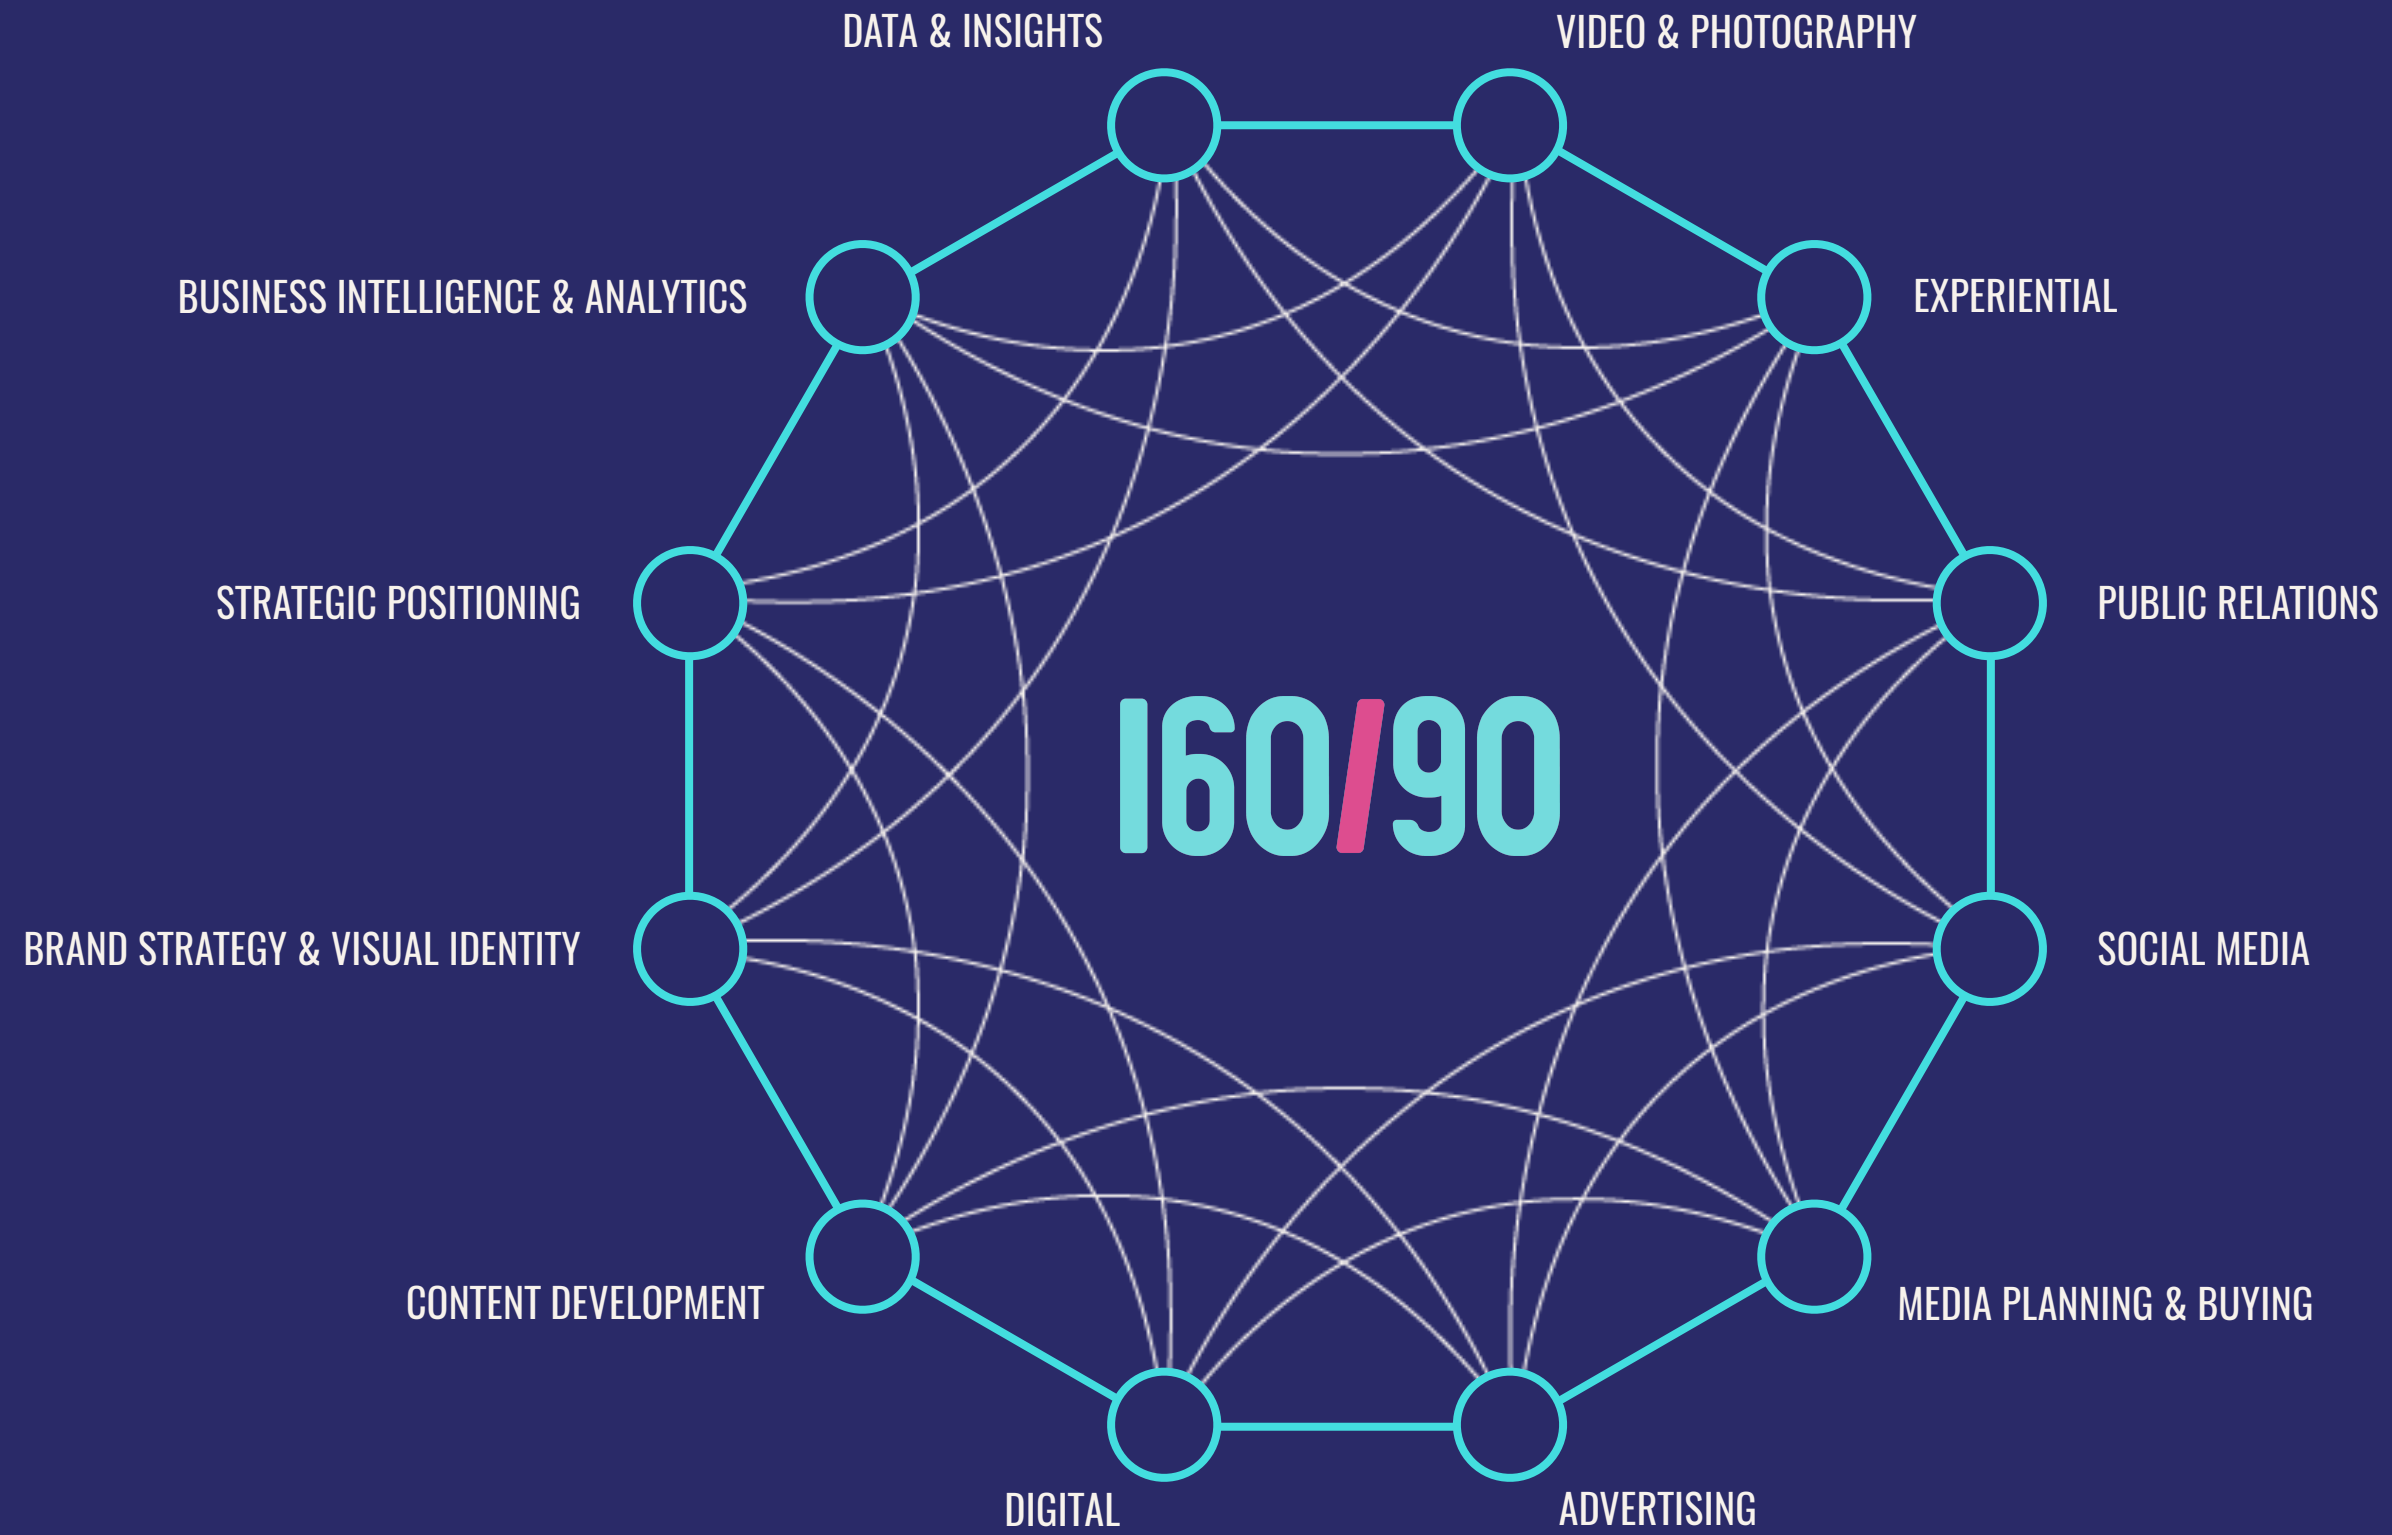 DATA & INSIGHTS
VIDEO & PHOTOGRAPHY
BUSINESS INTELLIGENCE & ANALYTICS
EXPERIENTIAL
STRATEGIC POSITIONING
PUBLIC RELATIONS
160/90
BRAND STRATEGY & VISUAL IDENTITY
SOCIAL MEDIA
CONTENT DEVELOPMENT
MEDIA PLANNING & BUYING
DIGITAL
ADVERTISING